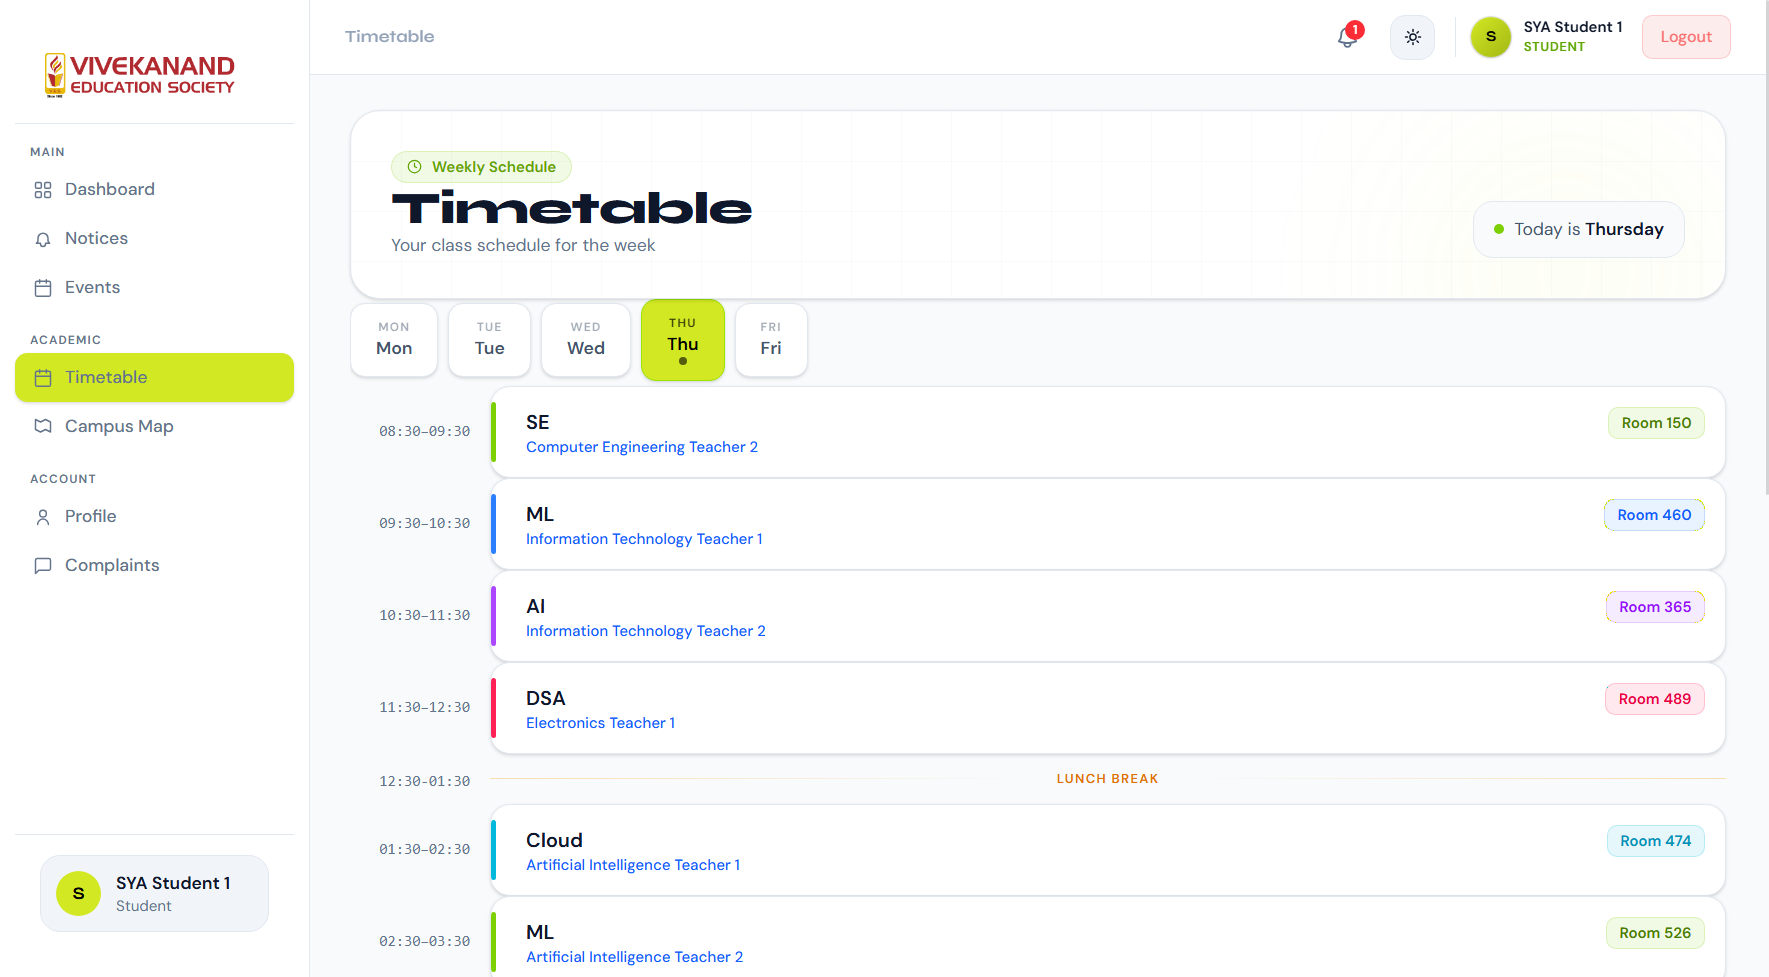 VIVEKANAND
EDUCATION SOCIETY
MAIN
Dashboard
Notices
Events
ACADEMIC
Timetable
Campus Map
ACCOUNT
Profile
Complaints
S
SYA Student 1
Student
Timetable
1
S
SYA Student 1
STUDENT
Logout
Weekly Schedule
Timetable
Your class schedule for the week
Today is Thursday
MON
Mon
TUE
Tue
WED
Wed
THU
Thu
FRI
Fri
08:30–09:30
SE
Computer Engineering Teacher 2
Room 150
09:30–10:30
ML
Information Technology Teacher 1
Room 460
10:30–11:30
AI
Information Technology Teacher 2
Room 365
11:30–12:30
DSA
Electronics Teacher 1
Room 489
12:30-01:30
LUNCH BREAK
01:30–02:30
Cloud
Artificial Intelligence Teacher 1
Room 474
02:30–03:30
ML
Artificial Intelligence Teacher 2
Room 526